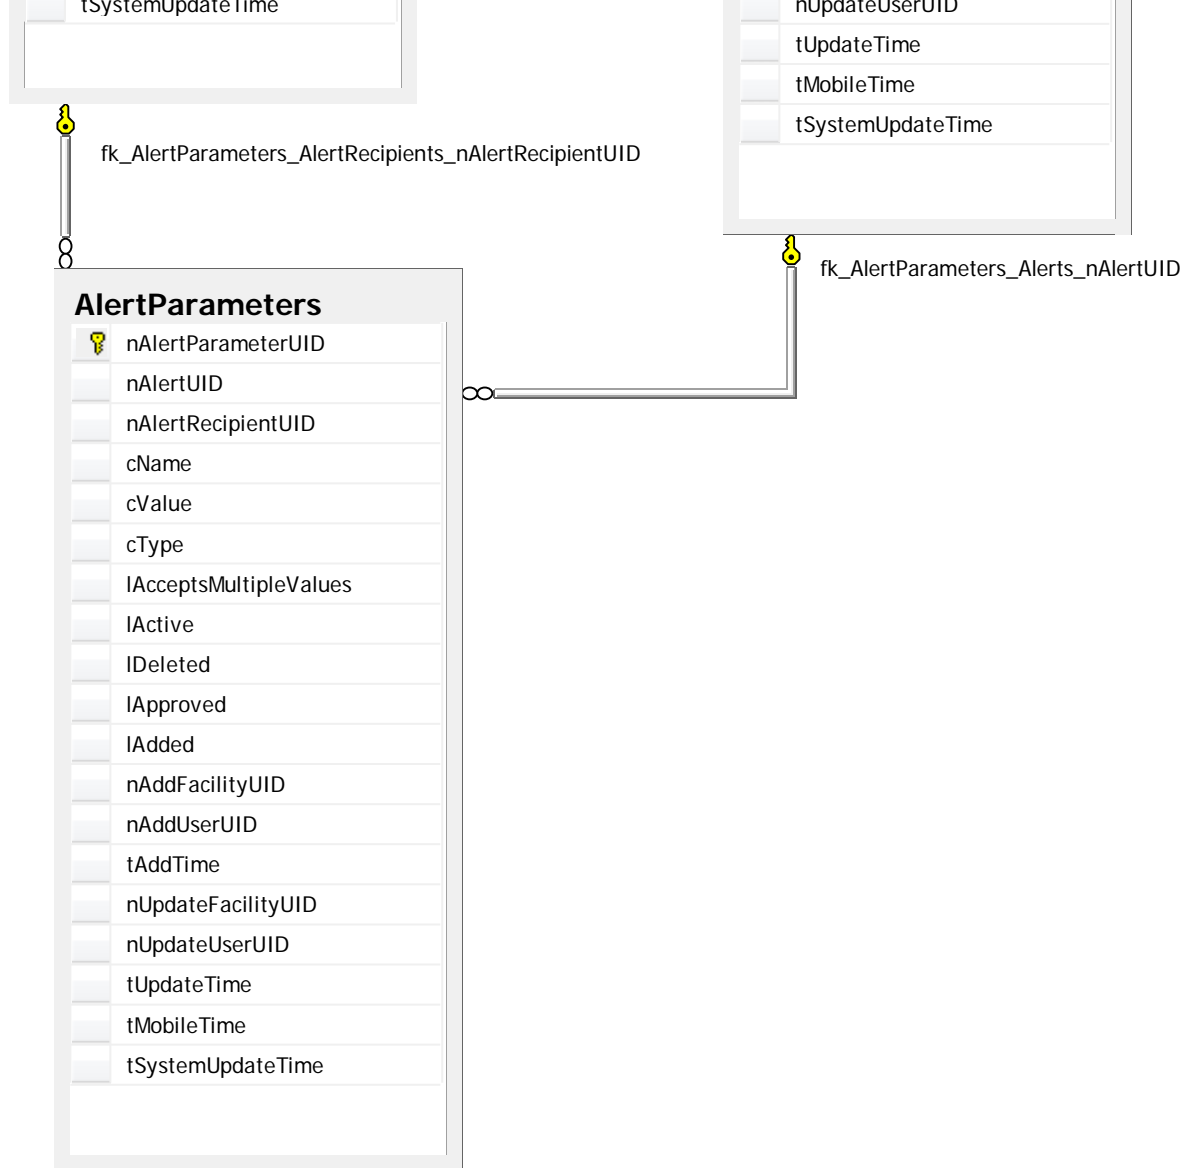 tSystemUpdateTime
nUpdateUserUID
tUpdateTime
tMobileTime
tSystemUpdateTime
fk_AlertParameters_AlertRecipients_nAlertRecipientUID
fk_AlertParameters_Alerts_nAlertUID
AlertParameters
nAlertParameterUID
nAlertUID
nAlertRecipientUID
cName
cValue
cType
lAcceptsMultipleValues
lActive
lDeleted
lApproved
lAdded
nAddFacilityUID
nAddUserUID
tAddTime
nUpdateFacilityUID
nUpdateUserUID
tUpdateTime
tMobileTime
tSystemUpdateTime